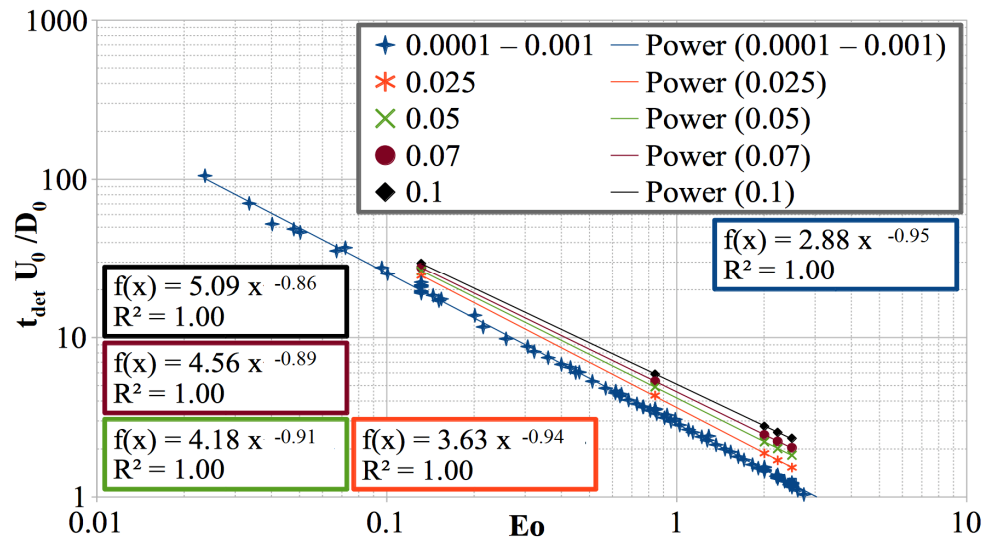 1000
100
10
1
t_det U_0 /D_0
0.0001 – 0.001 Power (0.0001 – 0.001)
0.025 Power (0.025)
0.05 Power (0.05)
0.07 Power (0.07)
0.1 Power (0.1)
f(x) = 2.88 x ^-0.95
R² = 1.00
f(x) = 5.09 x ^-0.86
R² = 1.00
f(x) = 4.56 x ^-0.89
R² = 1.00
f(x) = 4.18 x ^-0.91
R² = 1.00
f(x) = 3.63 x ^-0.94
R² = 1.00
0.01 0.1 1 10
Eo